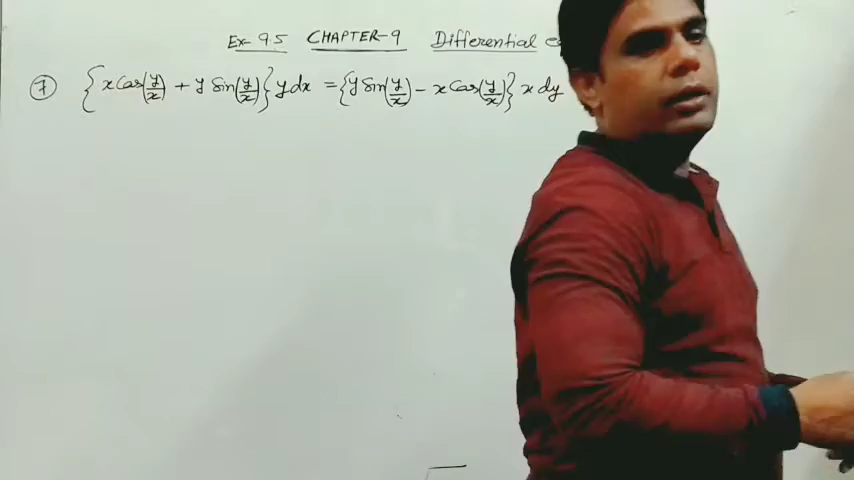 Ex-9.5 CHAPTER-9 Differential
⑦ {x Cos(y/x) + y Sin(y/x)} y dx = {y Sin(y/x) - x Cos(y/x)} x dy